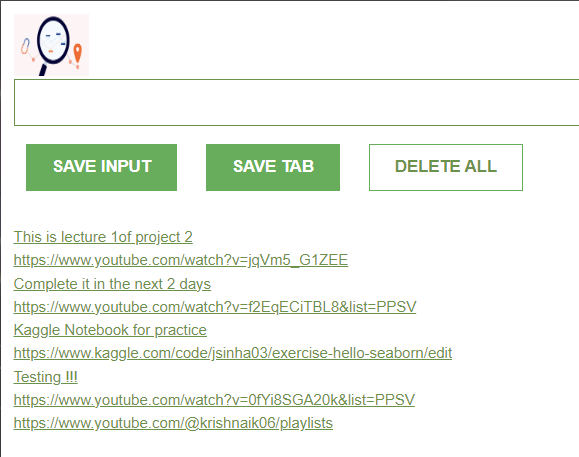 SAVE INPUT SAVE TAB DELETE ALL
This is lecture 1of project 2
https://www.youtube.com/watch?v=jqVm5_G1ZEE
Complete it in the next 2 days
https://www.youtube.com/watch?v=f2EqECiTBL8&list=PPSV
Kaggle Notebook for practice
https://www.kaggle.com/code/jsinha03/exercise-hello-seaborn/edit
Testing !!!
https://www.youtube.com/watch?v=0fYi8SGA20k&list=PPSV
https://www.youtube.com/@krishnaik06/playlists